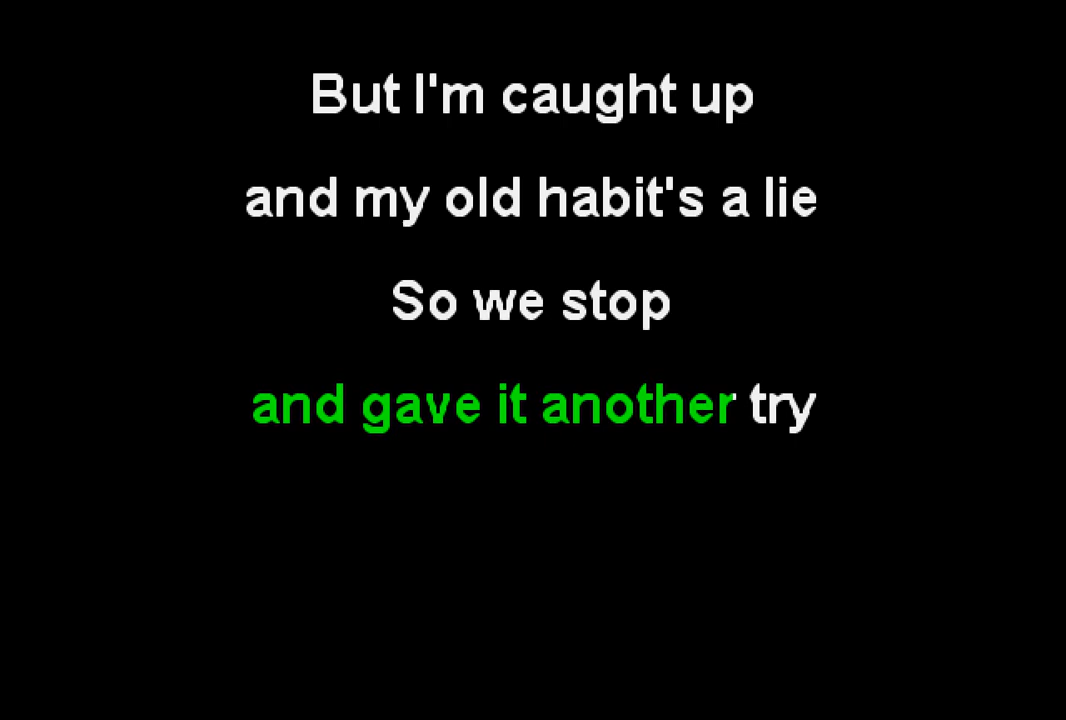 But I'm caught up
and my old habit's a lie
So we stop
and gave it another try